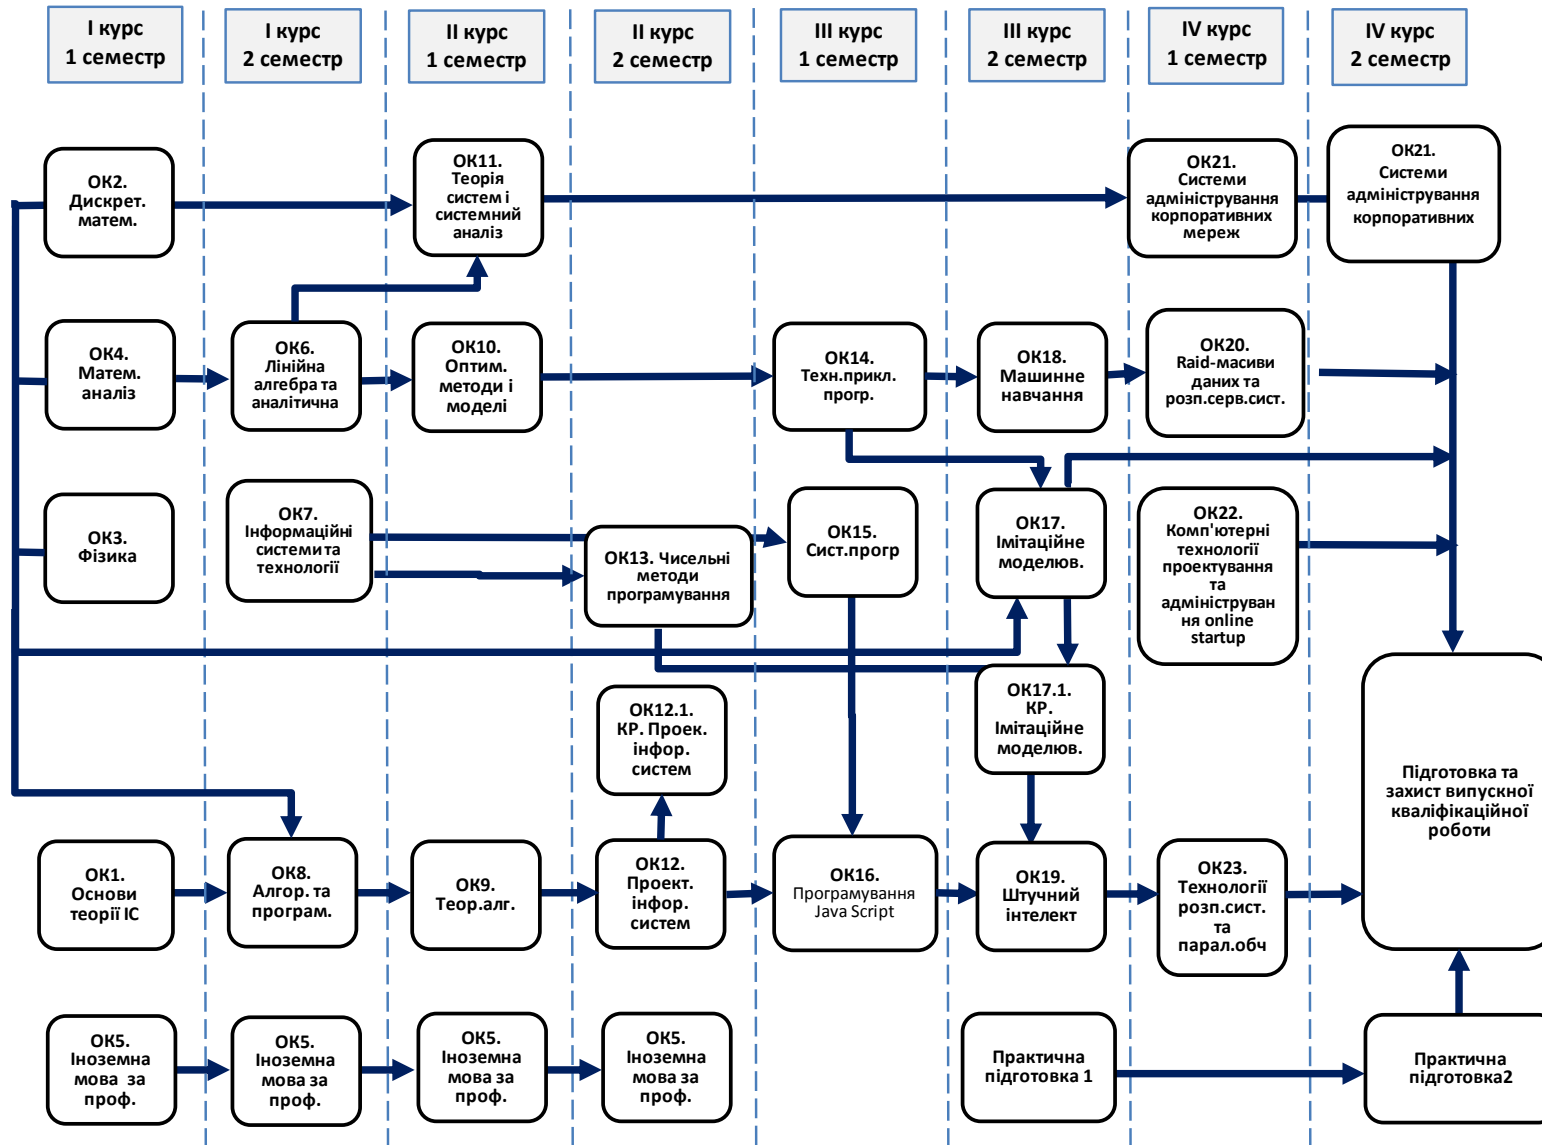 І курс
1 семестр
І курс
2 семестр
ІІ курс
1 семестр
ІІ курс
2 семестр
ІІІ курс
1 семестр
ІІІ курс
2 семестр
IV курс
1 семестр
IV курс
2 семестр
ОК2.
Дискрет.
матем.
ОК11.
Теорія
систем і
системний
аналіз
ОК21.
Системи
адміністрування
корпоративних
мереж
ОК21.
Системи
адміністрування
корпоративних
ОК4.
Матем.
аналіз
ОК6.
Лінійна
алгебра та
аналітична
ОК10.
Оптим.
методи і
моделі
ОК14.
Техн.прикл.
прогр.
ОК18.
Машинне
навчання
ОК20.
Raid-масиви
даних та
розп.серв.сист.
ОК3.
Фізика
ОК7.
Інформаційні
системи та
технології
ОК13. Чисельні
методи
програмування
ОК15.
Сист.прогр
ОК17.
Імітаційне
моделюв.
ОК22.
Комп'ютерні
технології
проектування
та
адмініструван
ня online
startup
ОК12.1.
КР. Проек.
інфор.
систем
ОК17.1.
КР.
Імітаційне
моделюв.
Підготовка та
захист випускної
кваліфікаційної
роботи
ОК1.
Основи
теорії ІС
ОК8.
Алгор. та
програм.
ОК9.
Теор.алг.
ОК12.
Проект.
інфор.
систем
ОК16.
Програмування
Java Script
ОК19.
Штучний
інтелект
ОК23.
Технології
розп.сист.
та
парал.обч
ОК5.
Іноземна
мова за
проф.
ОК5.
Іноземна
мова за
проф.
ОК5.
Іноземна
мова за
проф.
ОК5.
Іноземна
мова за
проф.
Практична
підготовка 1
Практична
підготовка2